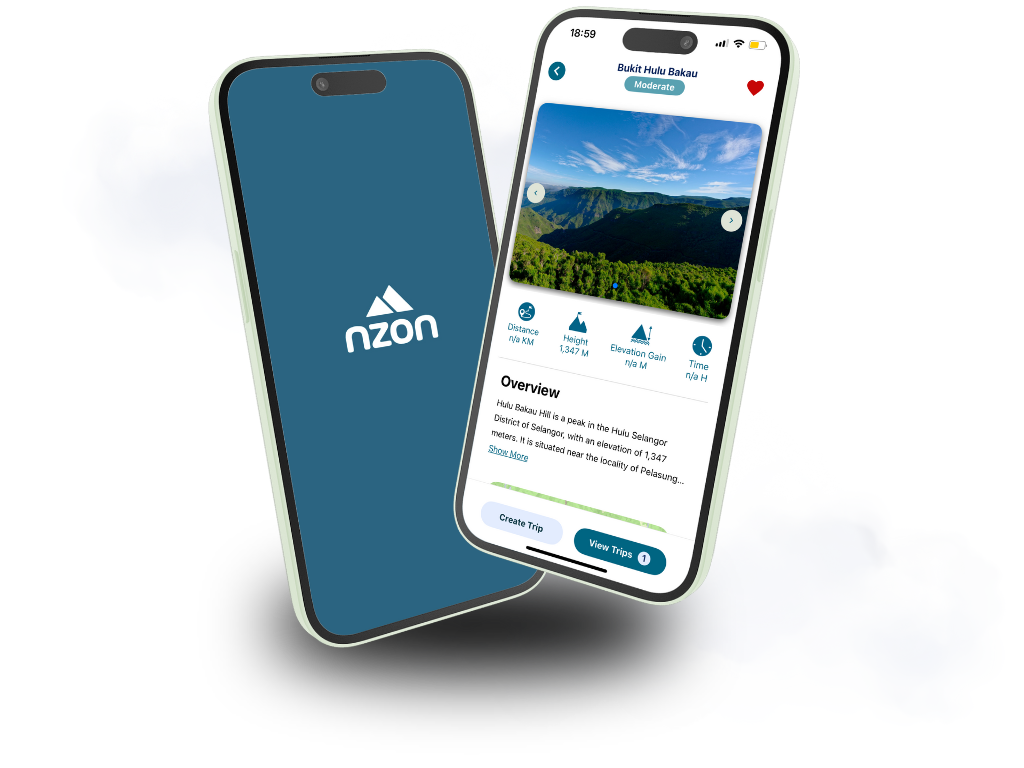 nzon
18:59
Bukit Hulu Bakau
Moderate
Distance
n/a KM
Height
1,347 M
Elevation Gain
n/a M
Time
n/a H
Overview
Hulu Bakau Hill is a peak in the Hulu Selangor
District of Selangor, with an elevation of 1,347
meters. It is situated near the locality of Pelasung...
Show More
Create Trip
View Trips 1